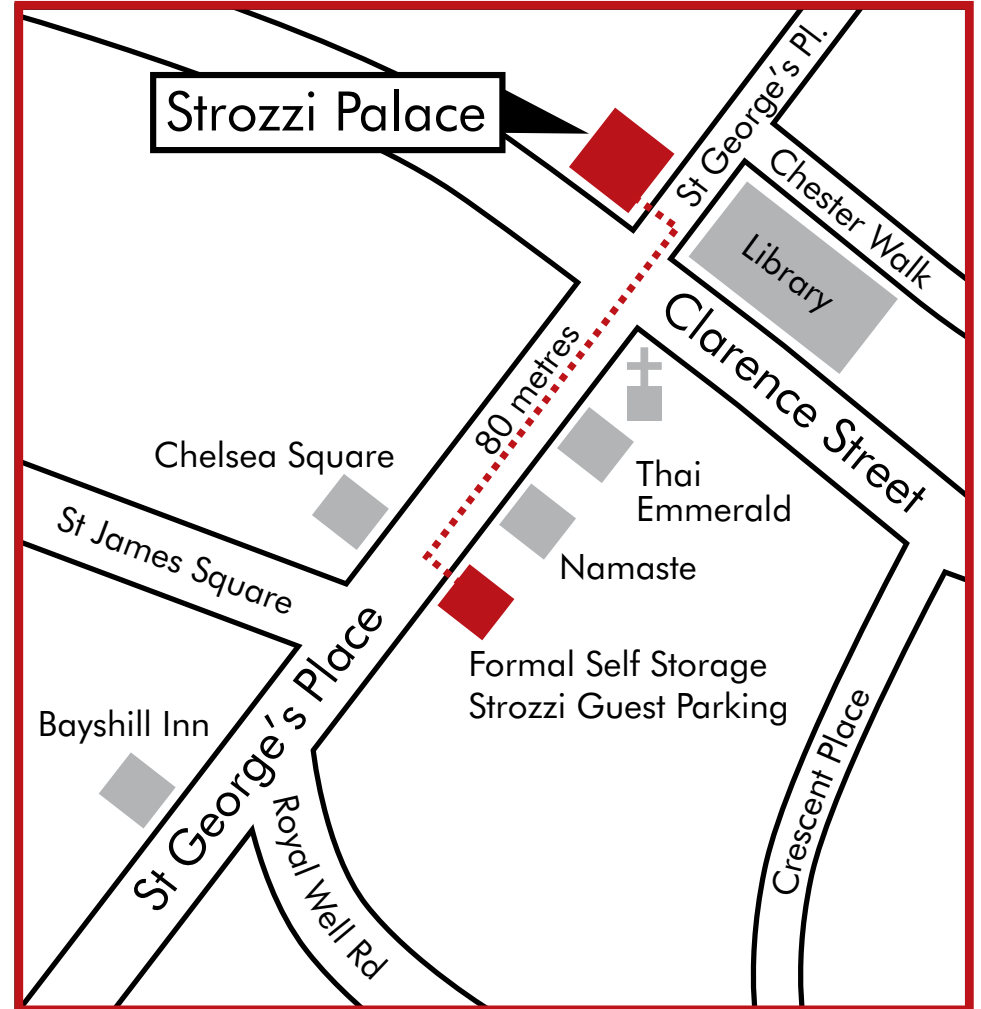 St George's Pl.
Strozzi Palace
Chester Walk
Library
Clarence Street
80 metres
Chelsea Square
Thai
Emmerald
St James Square
Namaste
St George's Place
Formal Self Storage
Strozzi Guest Parking
Bayshill Inn
Crescent Place
Royal Well Rd